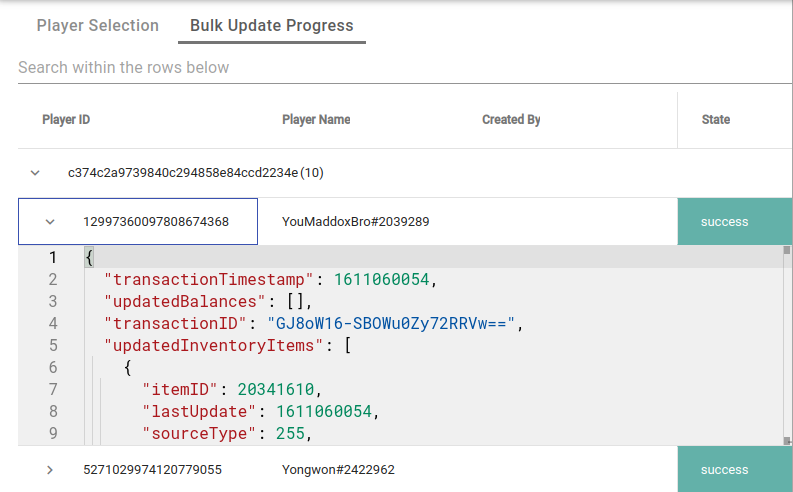 Player Selection Bulk Update Progress
Search within the rows below
Player ID Player Name Created By State
c374c2a9739840c294858e84ccd2234e (10)
12997360097808674368 YouMaddoxBro#2039289 success
1 {
2 "transactionTimestamp": 1611060054,
3 "updatedBalances": [],
4 "transactionID": "GJ8oW16-SBOWu0Zy72RRVw==",
5 "updatedInventoryItems": [
6 {
7 "itemID": 20341610,
8 "lastUpdate": 1611060054,
9 "sourceType": 255,
5271029974120779055 Yongwon#2422962 success